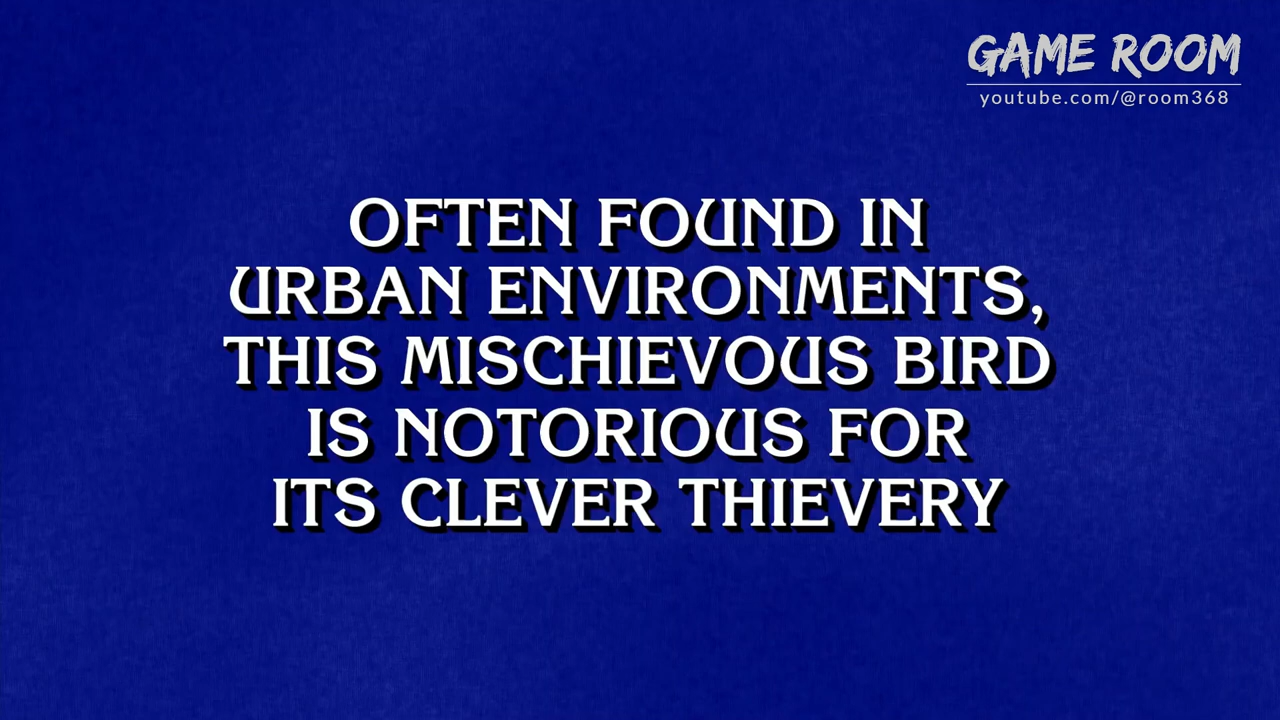 GAME ROOM
youtube.com/@room368
OFTEN FOUND IN
URBAN ENVIRONMENTS,
THIS MISCHIEVOUS BIRD
IS NOTORIOUS FOR
ITS CLEVER THIEVERY